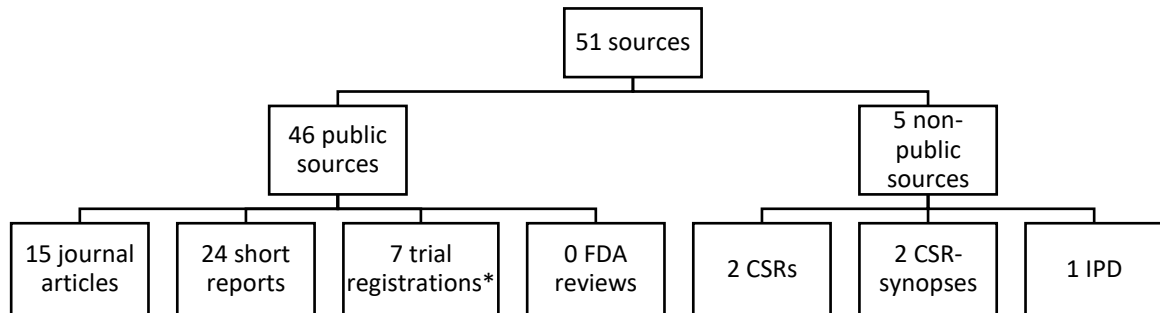 51 sources
46 public
sources
5 non-
public
sources
15 journal
articles
24 short
reports
7 trial
registrations*
0 FDA
reviews
2 CSRs
2 CSR-
synopses
1 IPD